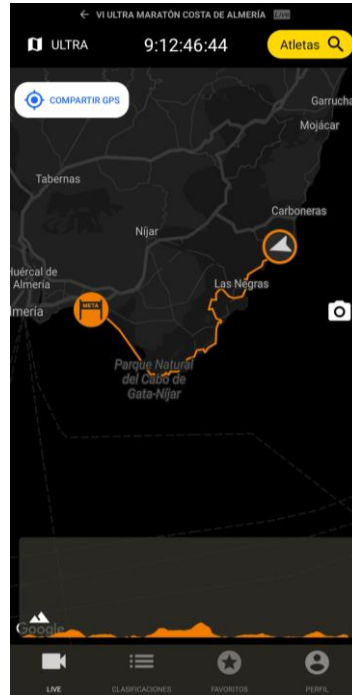 ← VI ULTRA MARATÓN COSTA DE ALMERÍA
ULTRA
9:12:46:44
Atletas
COMPARTIR GPS
Garrucha
Mojácar
Tabernas
Carboneras
Níjar
Huércal de
Almería
Las Negras
META
lmería
Parque Natural
del Cabo de
Gata-Níjar
Google
LIVE
CLASIFICACIONES
FAVORITOS
PERFIL